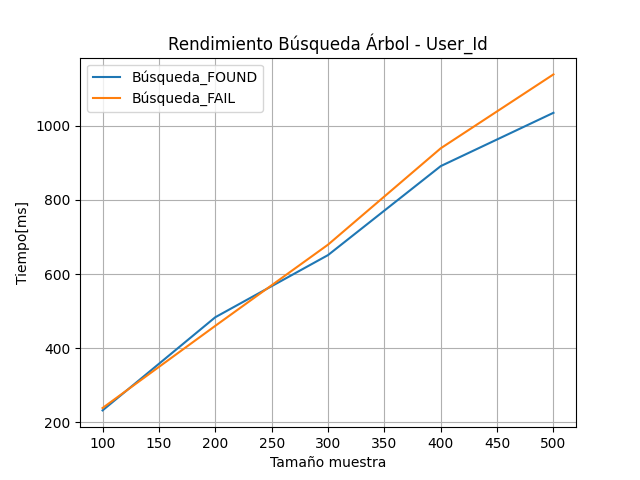 Rendimiento Búsqueda Árbol - User_Id
Búsqueda_FOUND
Búsqueda_FAIL
Tiempo[ms]
1000
800
600
400
200
100 150 200 250 300 350 400 450 500
Tamaño muestra